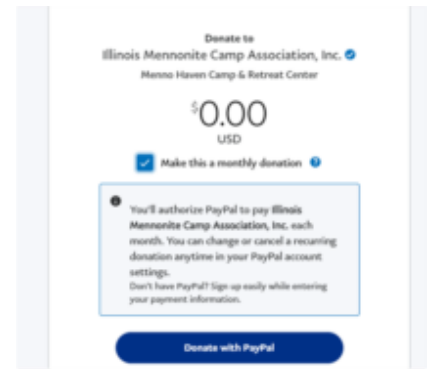 Donate to
Illinois Mennonite Camp Association, Inc.
Menno Haven Camp & Retreat Center
$0.00
USD
Make this a monthly donation ?
You'll authorize PayPal to pay Illinois
Mennonite Camp Association, Inc. each
month. You can change or cancel a recurring
donation anytime in your PayPal account
settings.
Don't have PayPal? Sign up easily while entering
your payment information.
Donate with PayPal